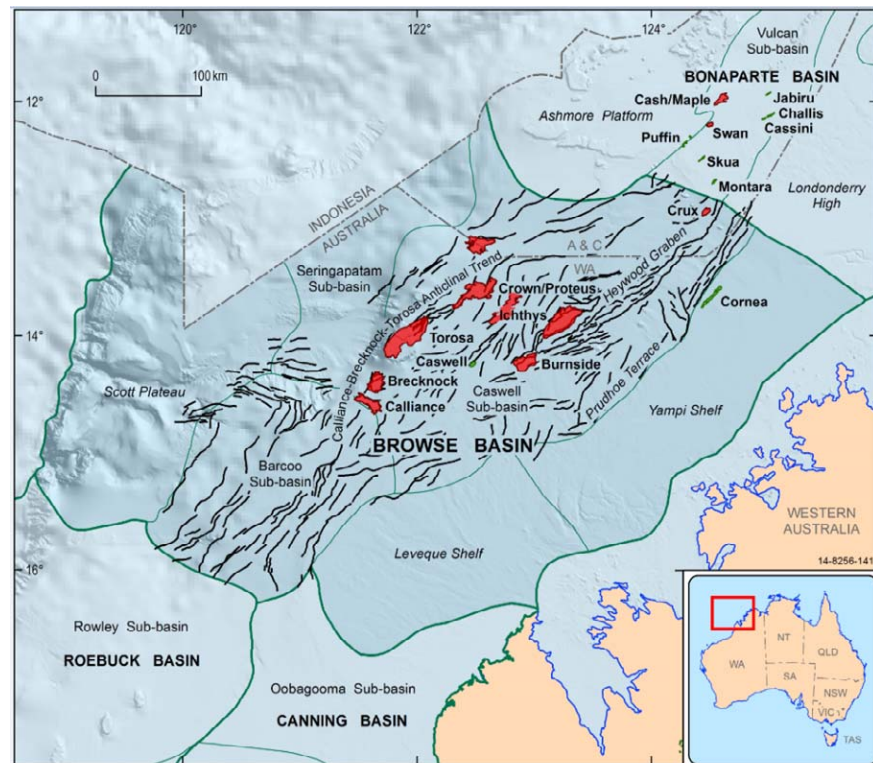 120°
122°
124°
Vulcan
Sub-basin
BONAPARTE BASIN
0
100 km
12°
Cash/Maple
Jabiru
Ashmore Platform
Challis
Swan
Cassini
Puffin
Skua
Montara
Londonderry
High
INDONESIA
AUSTRALIA
Crux
A & C
WA
Heywood Graben
Seringapatam
Sub-basin
Calliance-Brecknock-Torosa Anticlinal Trend
Crown/Proteus
Ichthys
Cornea
14°
Torosa
Caswell
Burnside
Prudhoe Terrace
Scott Plateau
Brecknock
Caswell
Sub-basin
Calliance
Yampi Shelf
BROWSE BASIN
Barcoo
Sub-basin
WESTERN
AUSTRALIA
14-8256-141
Leveque Shelf
16°
Rowley Sub-basin
ROEBUCK BASIN
Oobagooma Sub-basin
CANNING BASIN
120°
122°
NT
QLD
WA
SA
NSW
VIC
TAS